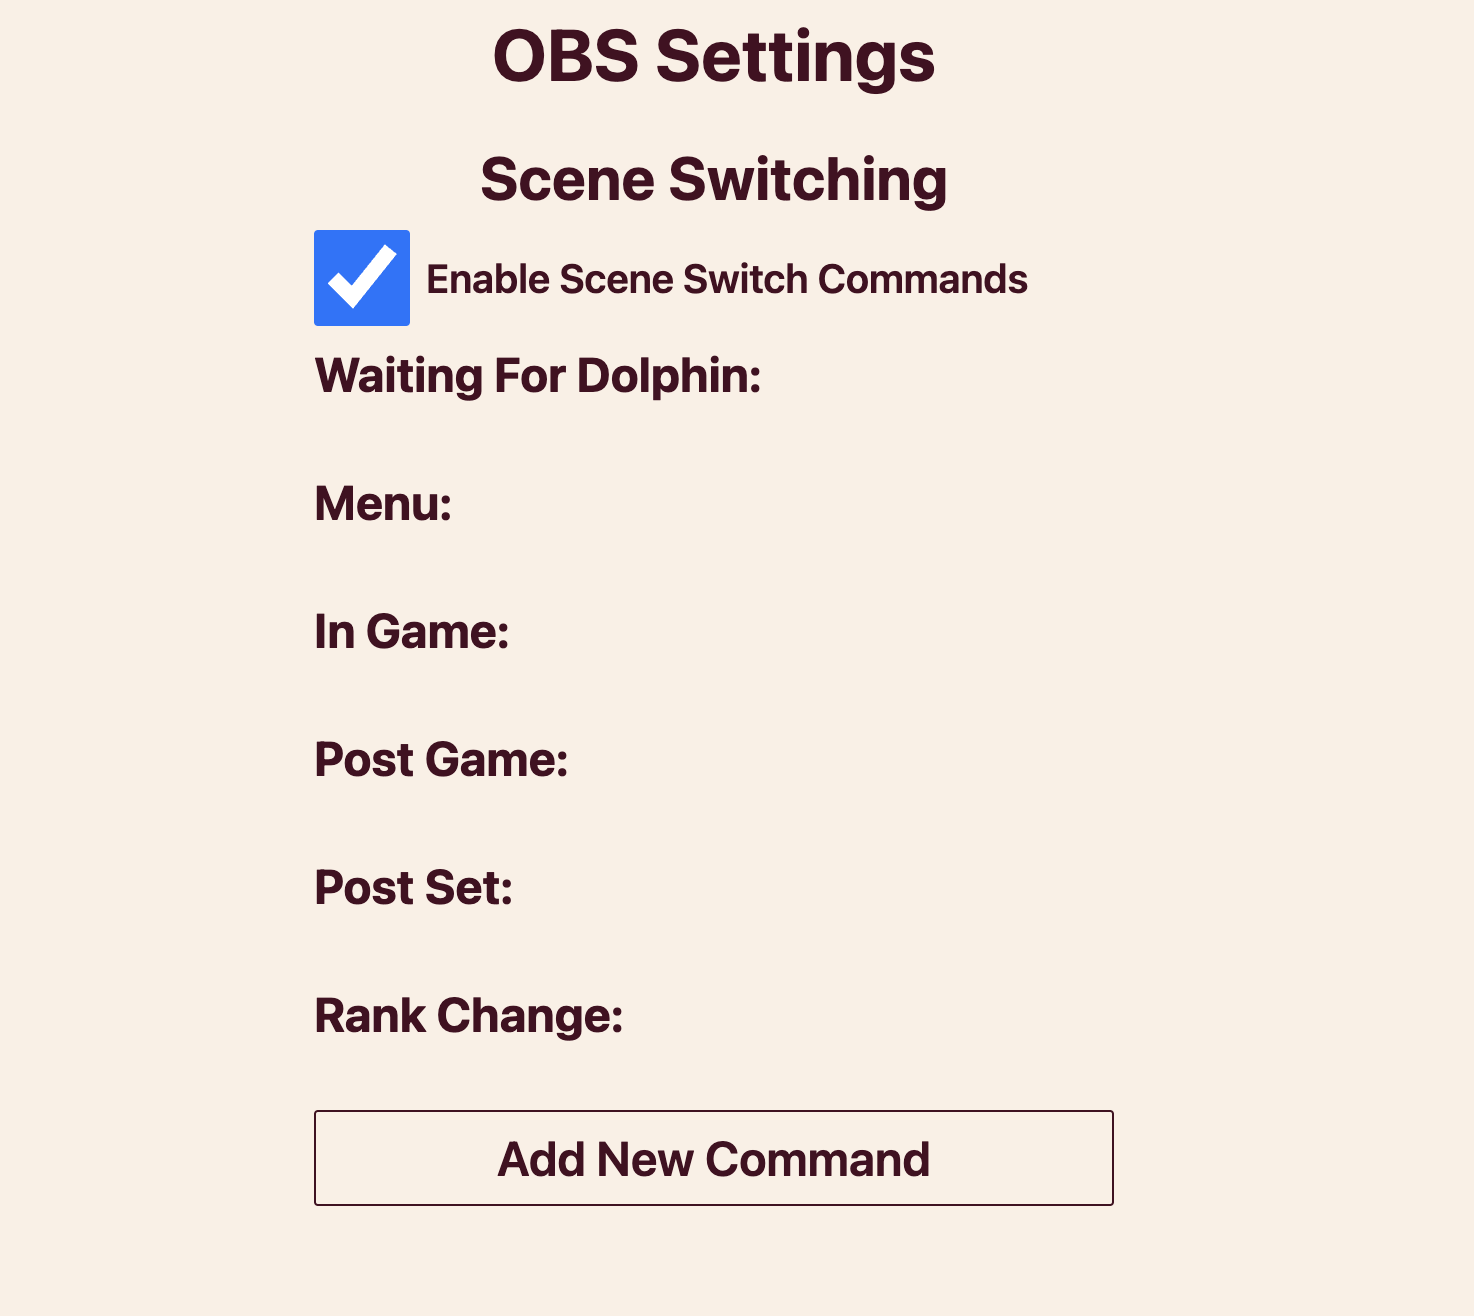 OBS Settings
Scene Switching
Enable Scene Switch Commands
Waiting For Dolphin:
Menu:
In Game:
Post Game:
Post Set:
Rank Change:
Add New Command